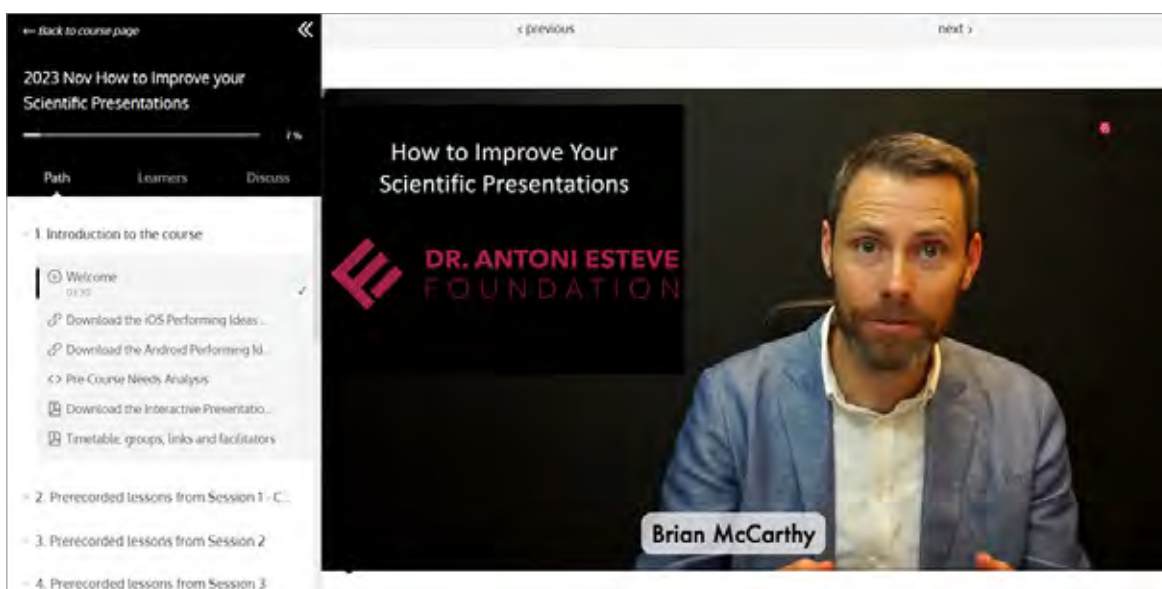 ← Back to course page
«
2023 Nov How to Improve your
Scientific Presentations
7%
Path Learners Discuss
1. Introduction to the course
Welcome
01:30
Download the iOS Performing Ideas ...
Download the Android Performing Id...
<> Pre-Course Needs Analysis
Download the Interactive Presentatio...
Timetable, groups, links and facilitators
2. Prerecorded lessons from Session 1 - C...
3. Prerecorded lessons from Session 2
4. Prerecorded lessons from Session 3
‹ previous next ›
How to Improve Your
Scientific Presentations
DR. ANTONI ESTEVE
FOUNDATION
Brian McCarthy